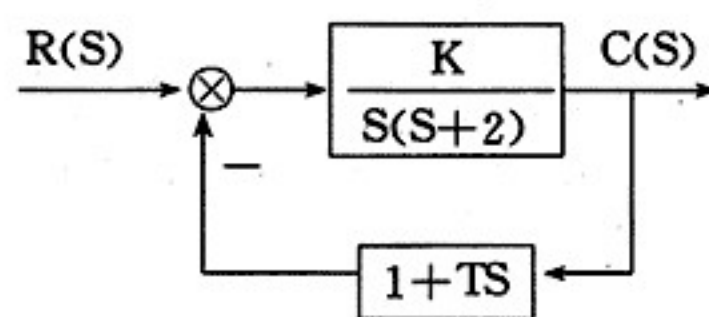 R(S)
K
S(S+2)
C(S)
−
1+TS